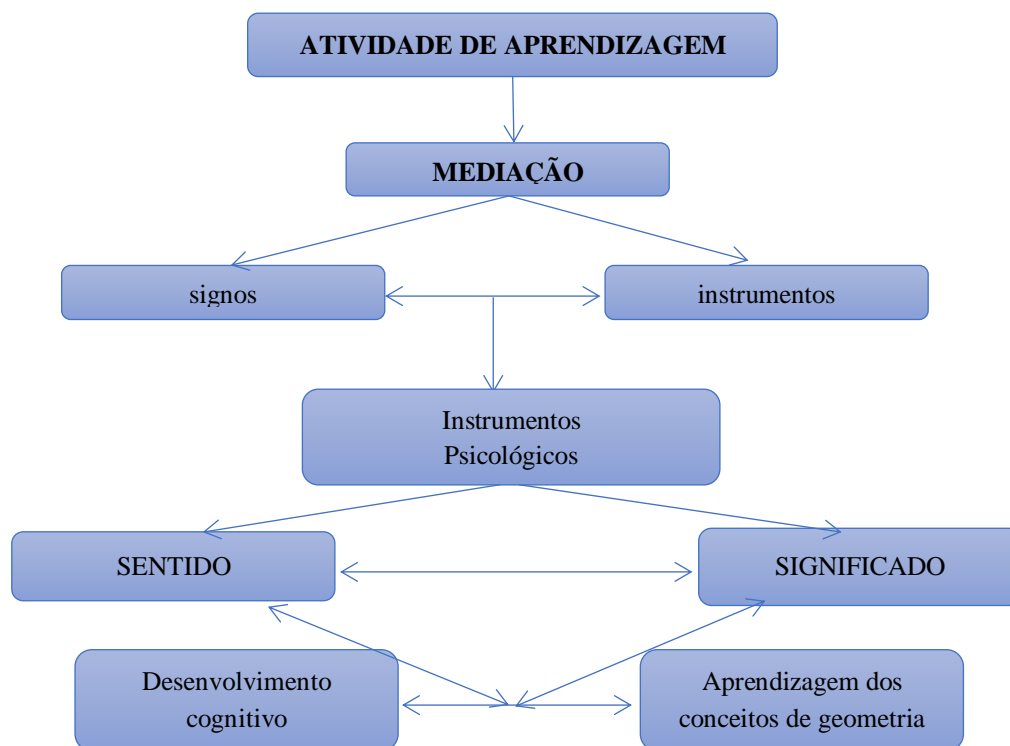 ATIVIDADE DE APRENDIZAGEM
MEDIAÇÃO
signos
instrumentos
Instrumentos
Psicológicos
SENTIDO
SIGNIFICADO
Desenvolvimento
cognitivo
Aprendizagem dos
conceitos de geometria